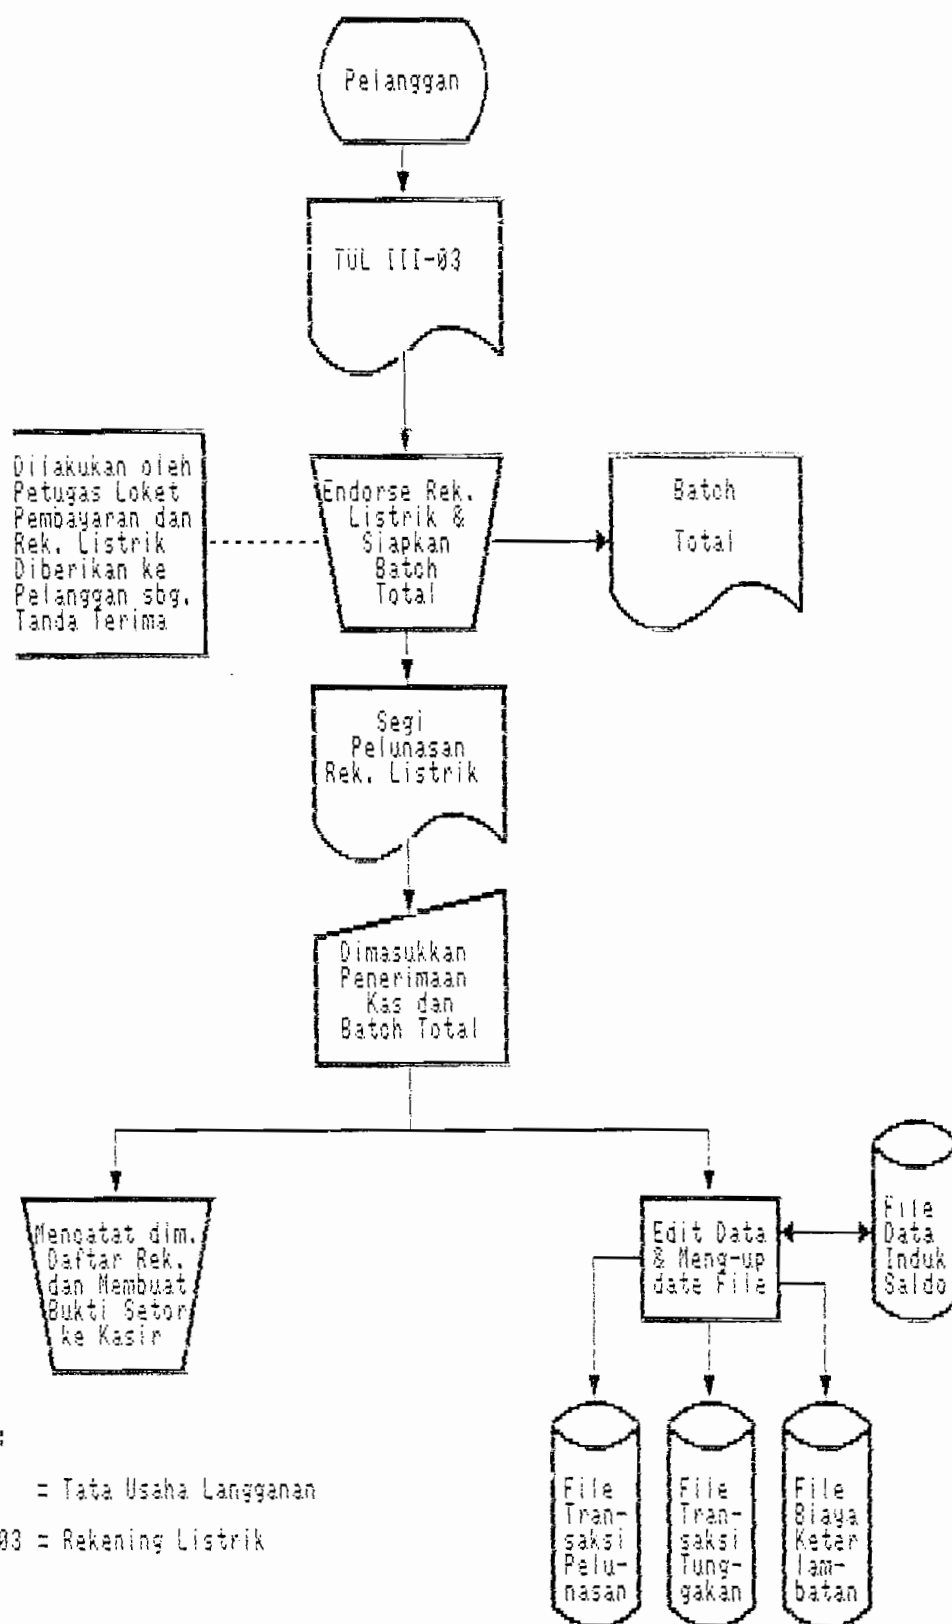 Pelanggan
TUL III-03
Dilakukan oleh
Petugas Loket
Pembayaran dan
Rek. Listrik
Diberikan ke
Pelanggan sbg.
Tanda Terima
Endorse Rek.
Listrik &
Siapkan
Batch
Total
Batch
Total
Segi
Pelunasan
Rek. Listrik
Dimasukkan
Penerimaan
Kas dan
Batch Total
Mencatat dlm.
Daftar Rek.
dan Membuat
Bukti Setor
ke Kasir
Edit Data
& Meng-up
date File
File
Data
Induk
Saldo
File
Tran-
saksi
Pelu-
nasan
File
Tran-
saksi
Tung-
gakan
File
Biaya
Keter
lam-
batan
:
= Tata Usaha Langganan
03 = Rekening Listrik